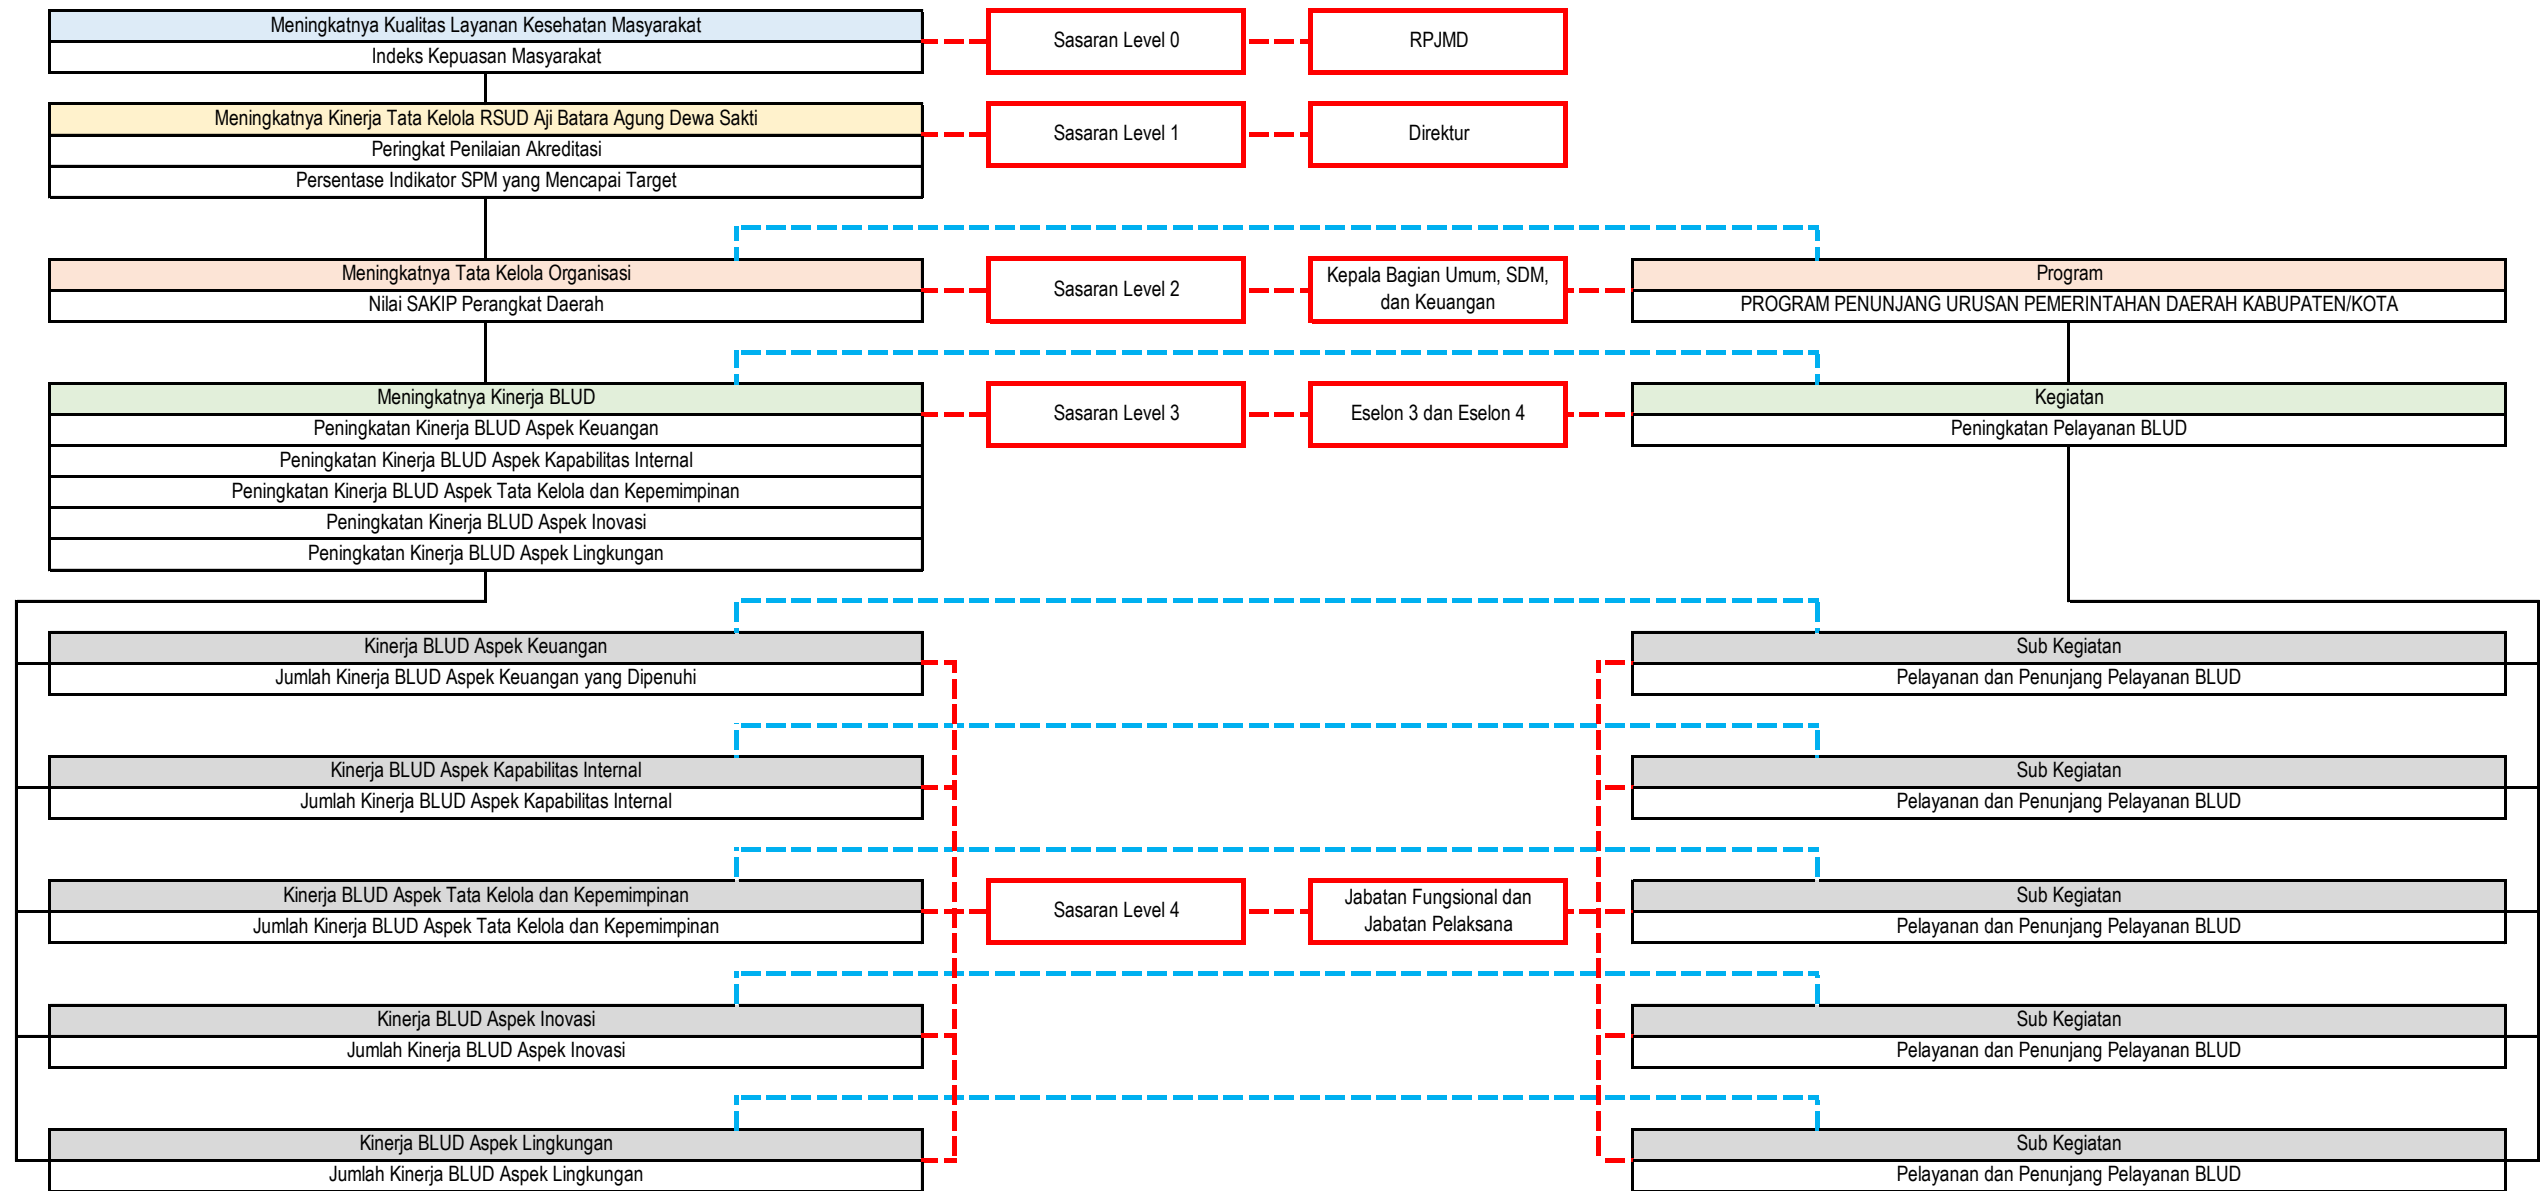 Meningkatnya Kualitas Layanan Kesehatan Masyarakat
Indeks Kepuasan Masyarakat
Sasaran Level 0
RPJMD
Meningkatnya Kinerja Tata Kelola RSUD Aji Batara Agung Dewa Sakti
Peringkat Penilaian Akreditasi
Persentase Indikator SPM yang Mencapai Target
Sasaran Level 1
Direktur
Meningkatnya Tata Kelola Organisasi
Nilai SAKIP Perangkat Daerah
Sasaran Level 2
Kepala Bagian Umum, SDM,
dan Keuangan
Program
PROGRAM PENUNJANG URUSAN PEMERINTAHAN DAERAH KABUPATEN/KOTA
Meningkatnya Kinerja BLUD
Peningkatan Kinerja BLUD Aspek Keuangan
Peningkatan Kinerja BLUD Aspek Kapabilitas Internal
Peningkatan Kinerja BLUD Aspek Tata Kelola dan Kepemimpinan
Peningkatan Kinerja BLUD Aspek Inovasi
Peningkatan Kinerja BLUD Aspek Lingkungan
Sasaran Level 3
Eselon 3 dan Eselon 4
Kegiatan
Peningkatan Pelayanan BLUD
Kinerja BLUD Aspek Keuangan
Jumlah Kinerja BLUD Aspek Keuangan yang Dipenuhi
Sub Kegiatan
Pelayanan dan Penunjang Pelayanan BLUD
Kinerja BLUD Aspek Kapabilitas Internal
Jumlah Kinerja BLUD Aspek Kapabilitas Internal
Sub Kegiatan
Pelayanan dan Penunjang Pelayanan BLUD
Kinerja BLUD Aspek Tata Kelola dan Kepemimpinan
Jumlah Kinerja BLUD Aspek Tata Kelola dan Kepemimpinan
Sasaran Level 4
Jabatan Fungsional dan
Jabatan Pelaksana
Sub Kegiatan
Pelayanan dan Penunjang Pelayanan BLUD
Kinerja BLUD Aspek Inovasi
Jumlah Kinerja BLUD Aspek Inovasi
Sub Kegiatan
Pelayanan dan Penunjang Pelayanan BLUD
Kinerja BLUD Aspek Lingkungan
Jumlah Kinerja BLUD Aspek Lingkungan
Sub Kegiatan
Pelayanan dan Penunjang Pelayanan BLUD